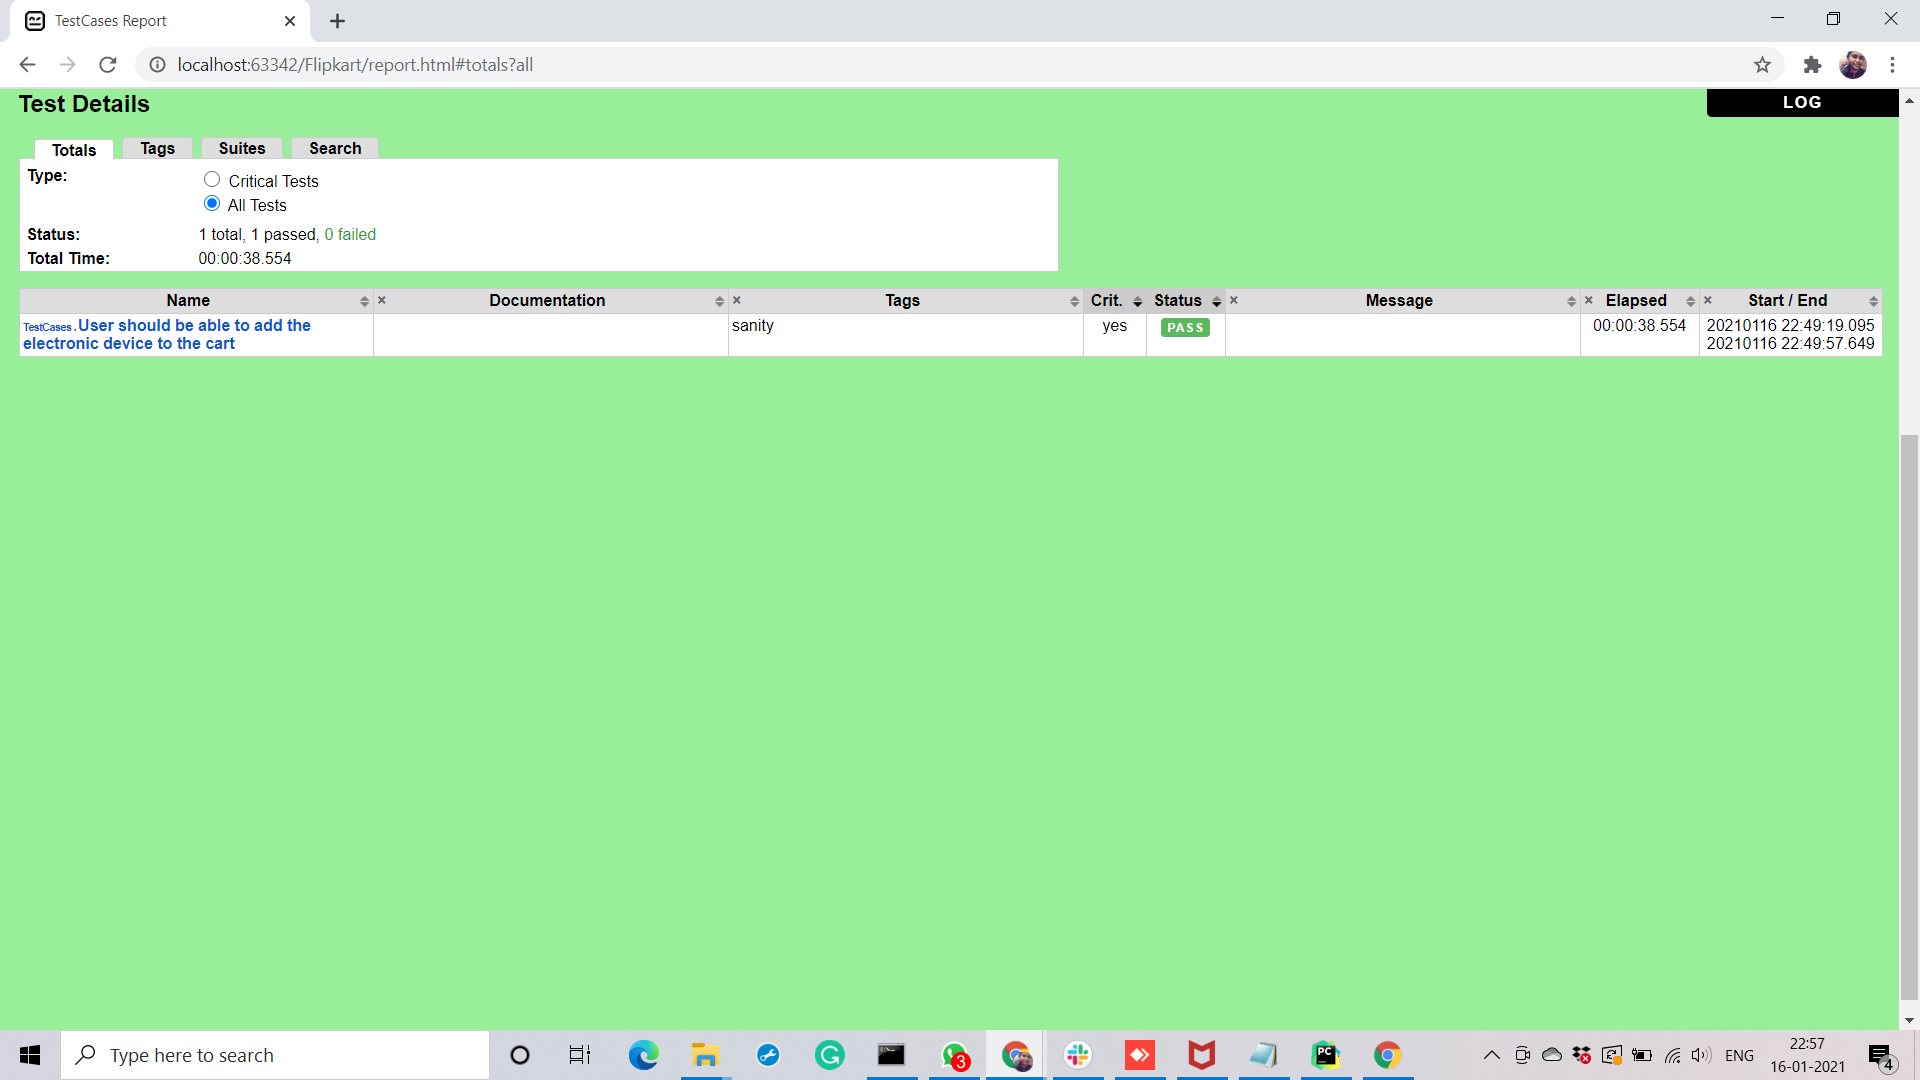 TestCases Report
localhost:63342/Flipkart/report.html#totals?all
Test Details
LOG
Totals Tags Suites Search
Type:
Critical Tests
All Tests
Status: 1 total, 1 passed, 0 failed
Total Time: 00:00:38.554
× Name × Documentation × Tags Crit. Status × Message × Elapsed × Start / End
TestCases.User should be able to add the
electronic device to the cart
sanity
yes
PASS
00:00:38.554
20210116 22:49:19.095
20210116 22:49:57.649
Type here to search
3
PC
ENG
22:57
16-01-2021
4